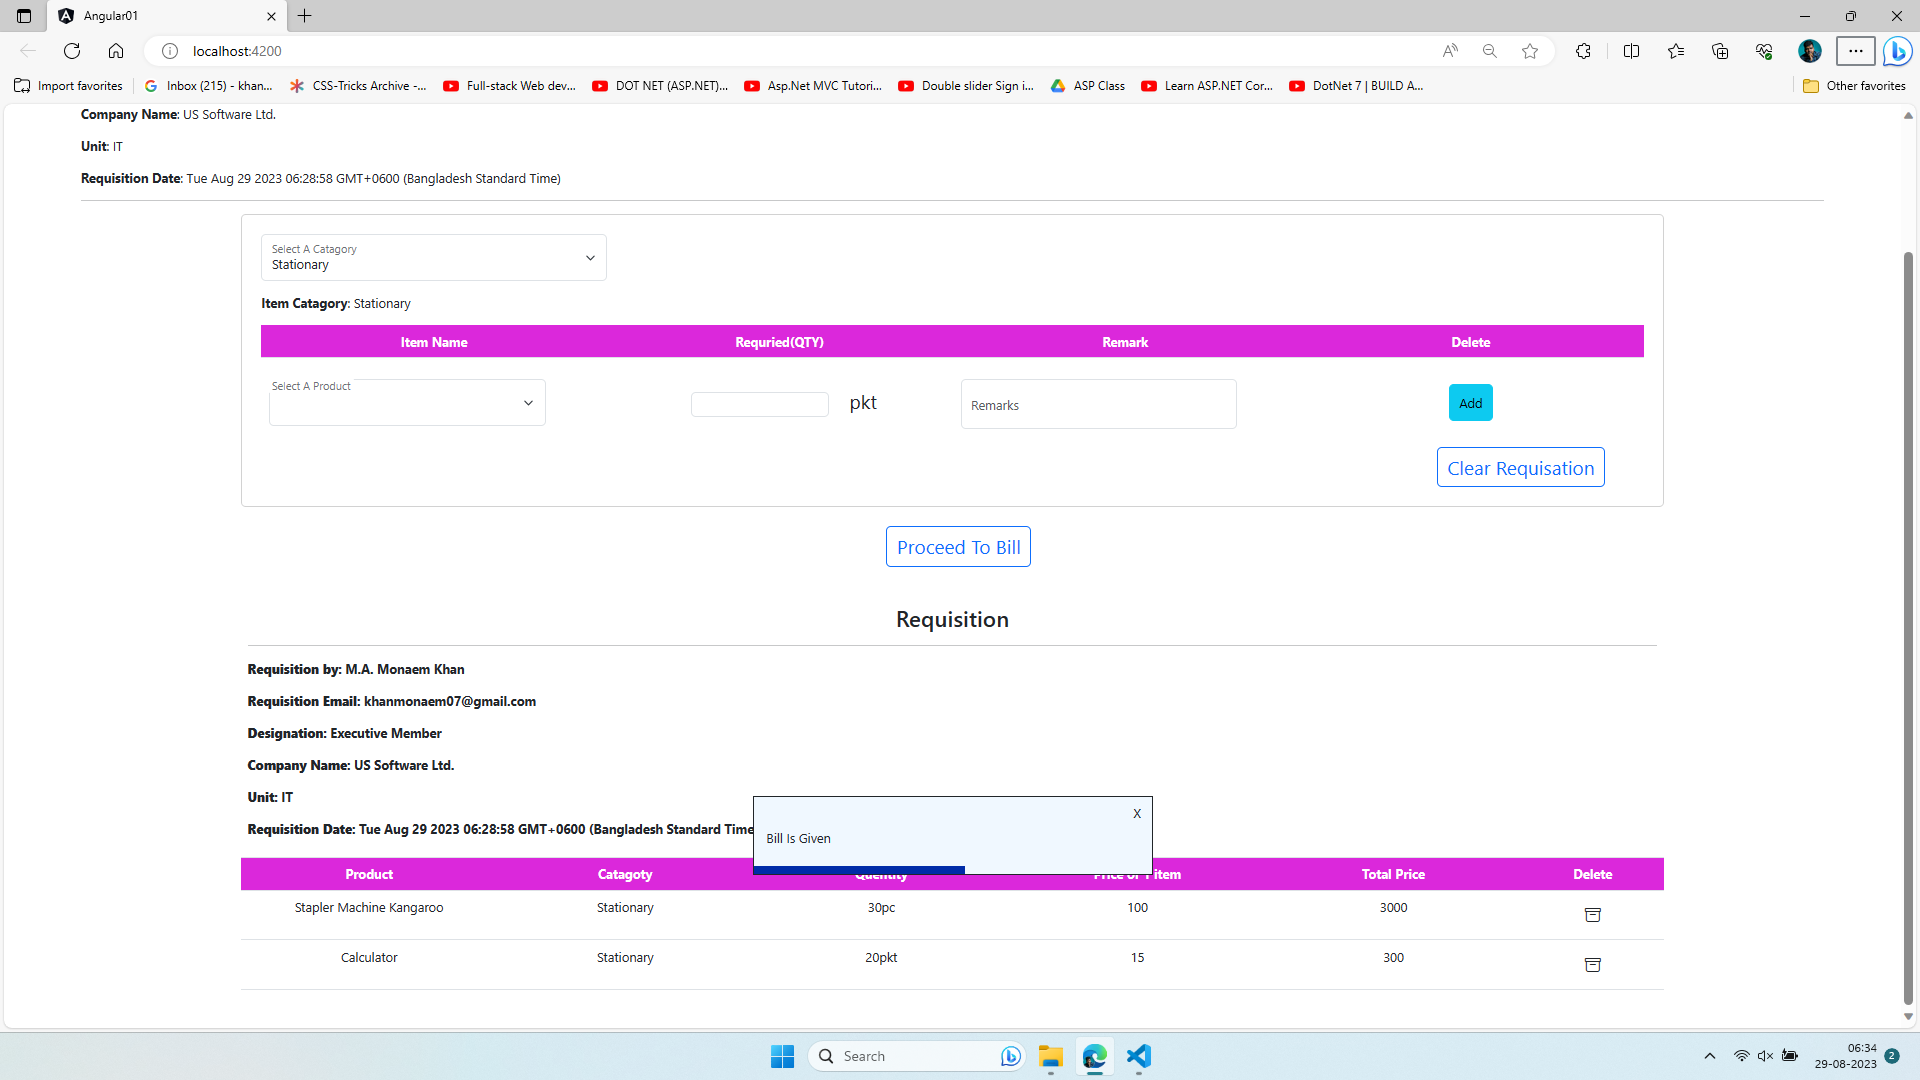 Angular01
localhost:4200
Import favorites
Inbox (215) - khan...
CSS-Tricks Archive -...
Full-stack Web dev...
DOT NET (ASP.NET)...
Asp.Net MVC Tutori...
Double slider Sign i...
ASP Class
Learn ASP.NET Cor...
DotNet 7 | BUILD A...
Other favorites
Company Name: US Software Ltd.
Unit: IT
Requisition Date: Tue Aug 29 2023 06:28:58 GMT+0600 (Bangladesh Standard Time)
Select A Catagory
Stationary
Item Catagory: Stationary
Item Name Requried(QTY) Remark Delete
Select A Product
pkt
Remarks
Add
Clear Requisation
Proceed To Bill
Requisition
Requisition by: M.A. Monaem Khan
Requisition Email: khanmonaem07@gmail.com
Designation: Executive Member
Company Name: US Software Ltd.
Unit: IT
Requisition Date: Tue Aug 29 2023 06:28:58 GMT+0600 (Bangladesh Standard Time
X
Bill Is Given
Product Catagoty Quentity Price of 1 item Total Price Delete
Stapler Machine Kangaroo Stationary 30pc 100 3000
Calculator Stationary 20pkt 15 300
Search
06:34
29-08-2023
2